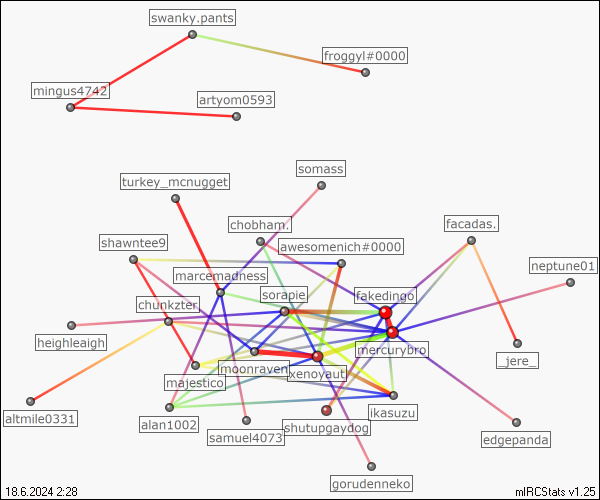 swanky.pants
froggyl#0000
mingus4742
artyom0593
somass
turkey_mcnugget
chobham.
facadas.
shawntee9
awesomenich#0000
neptune01
marcemadness
sorapie
fakedingo
chunkzter
heighleaigh
mercurybro
moonraven
xenoyaut
_jere_
majestico
altmile0331
alan1002
ikasuzu
samuel4073
shutupgaydog
edgepanda
gorudenneko
18.6.2024 2:28
mIRCStats v1.25